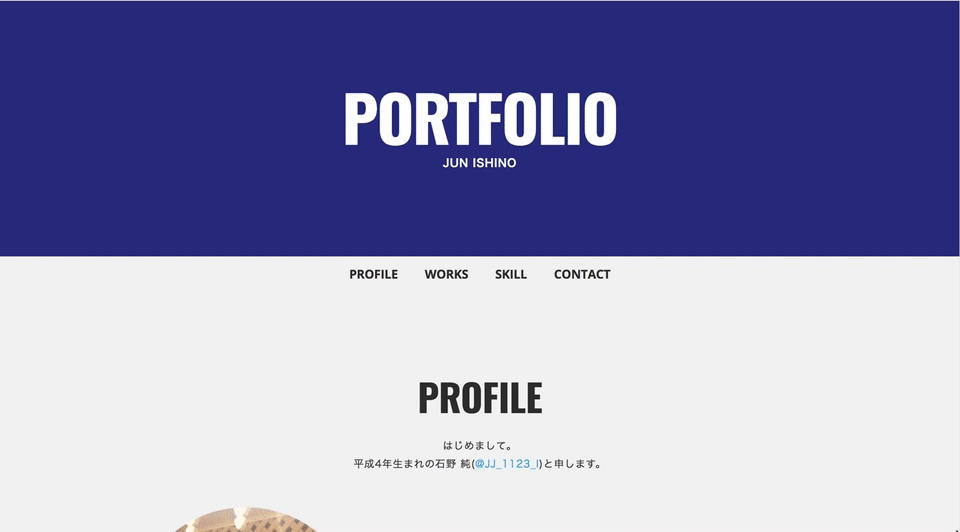 PORTFOLIO
JUN ISHINO
PROFILE WORKS SKILL CONTACT
PROFILE
はじめまして。
平成4年生まれの石野 純(@JJ_1123_I)と申します。